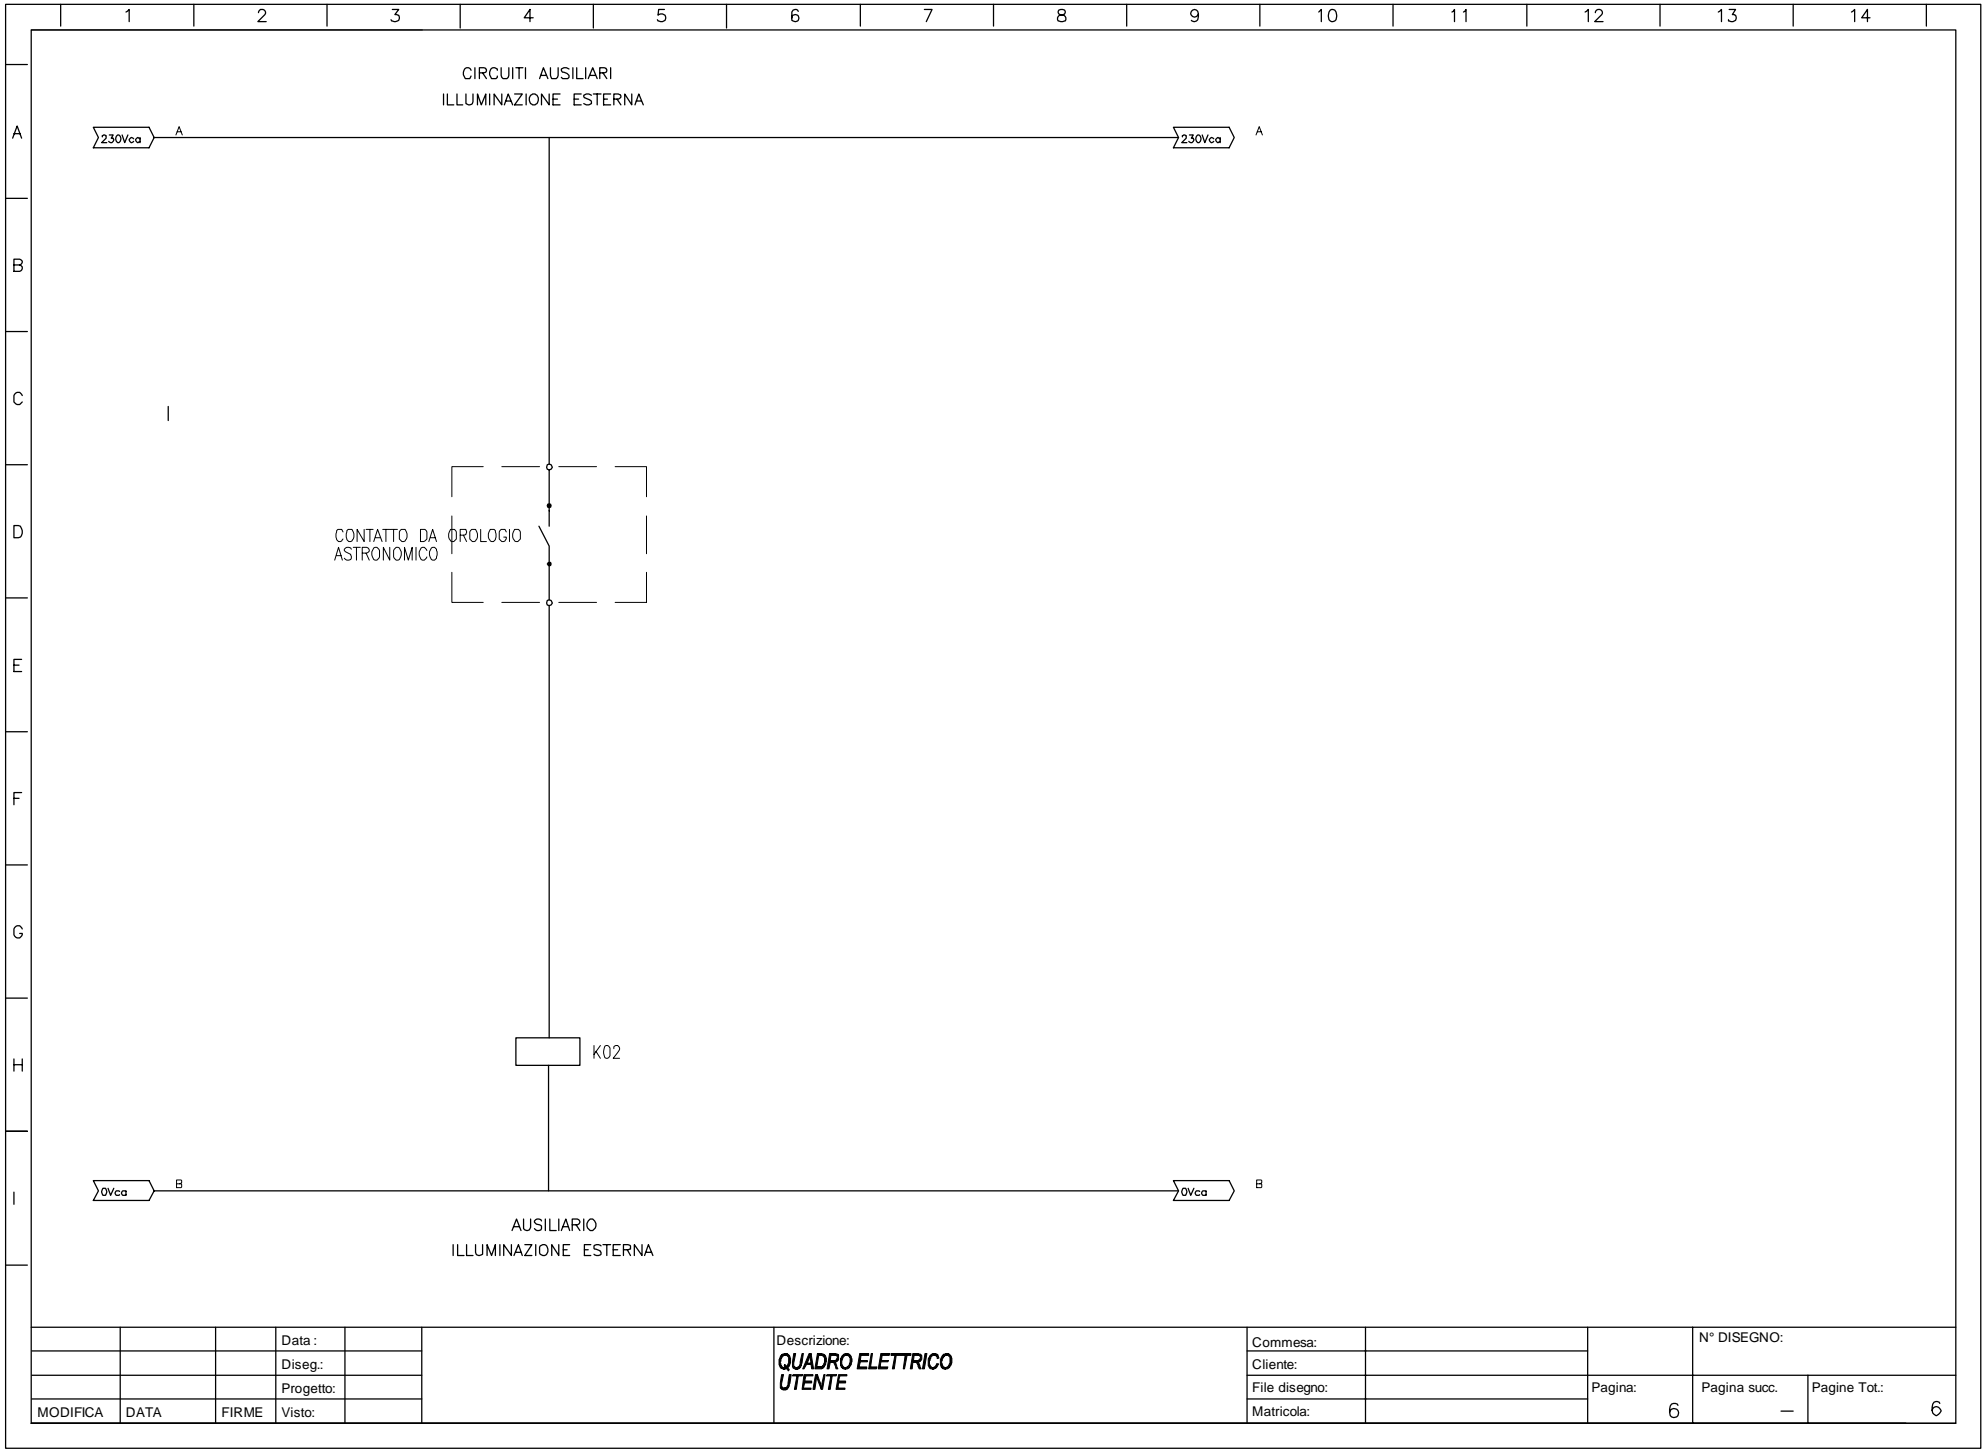 1 2 3 4 5 6 7 8 9 10 11 12 13 14
CIRCUITI AUSILIARI
ILLUMINAZIONE ESTERNA
A
230Vca A
230Vca A
B
C
D
CONTATTO DA OROLOGIO
ASTRONOMICO
E
F
G
H
K02
I
0Vca B
0Vca B
AUSILIARIO
ILLUMINAZIONE ESTERNA
Data :
Diseg.:
Progetto:
MODIFICA DATA FIRME Visto:
Descrizione:
QUADRO ELETTRICO
UTENTE
Commesa:
Cliente:
File disegno:
Matricola:
N° DISEGNO:
Pagina: Pagina succ. Pagine Tot.:
6 – 6